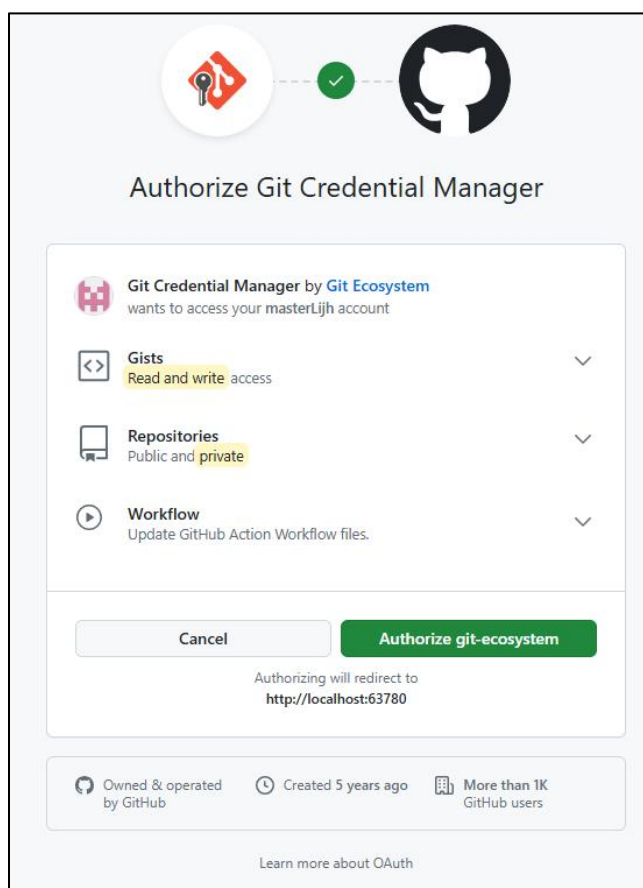 Authorize Git Credential Manager
Git Credential Manager by Git Ecosystem
wants to access your masterLijh account
Gists
Read and write access
Repositories
Public and private
Workflow
Update GitHub Action Workflow files.
Cancel
Authorize git-ecosystem
Authorizing will redirect to
http://localhost:63780
Owned & operated
by GitHub
Created 5 years ago
More than 1K
GitHub users
Learn more about OAuth